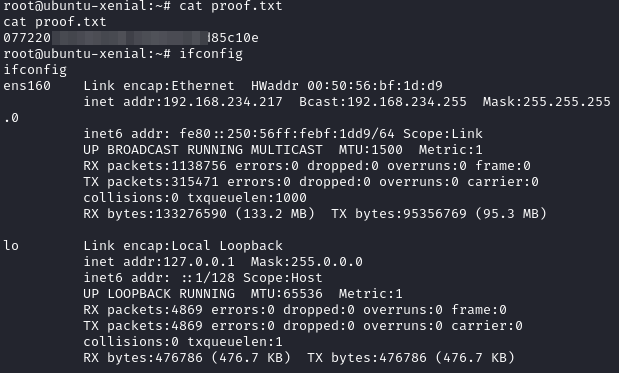 root@ubuntu-xenial:~# cat proof.txt
cat proof.txt
077220 d85c10e
root@ubuntu-xenial:~# ifconfig
ifconfig
ens160    Link encap:Ethernet  HWaddr 00:50:56:bf:1d:d9
          inet addr:192.168.234.217  Bcast:192.168.234.255  Mask:255.255.255
.0
          inet6 addr: fe80::250:56ff:febf:1dd9/64 Scope:Link
          UP BROADCAST RUNNING MULTICAST  MTU:1500  Metric:1
          RX packets:1138756 errors:0 dropped:0 overruns:0 frame:0
          TX packets:315471 errors:0 dropped:0 overruns:0 carrier:0
          collisions:0 txqueuelen:1000
          RX bytes:133276590 (133.2 MB)  TX bytes:95356769 (95.3 MB)
lo        Link encap:Local Loopback
          inet addr:127.0.0.1  Mask:255.0.0.0
          inet6 addr: ::1/128 Scope:Host
          UP LOOPBACK RUNNING  MTU:65536  Metric:1
          RX packets:4869 errors:0 dropped:0 overruns:0 frame:0
          TX packets:4869 errors:0 dropped:0 overruns:0 carrier:0
          collisions:0 txqueuelen:1
          RX bytes:476786 (476.7 KB)  TX bytes:476786 (476.7 KB)